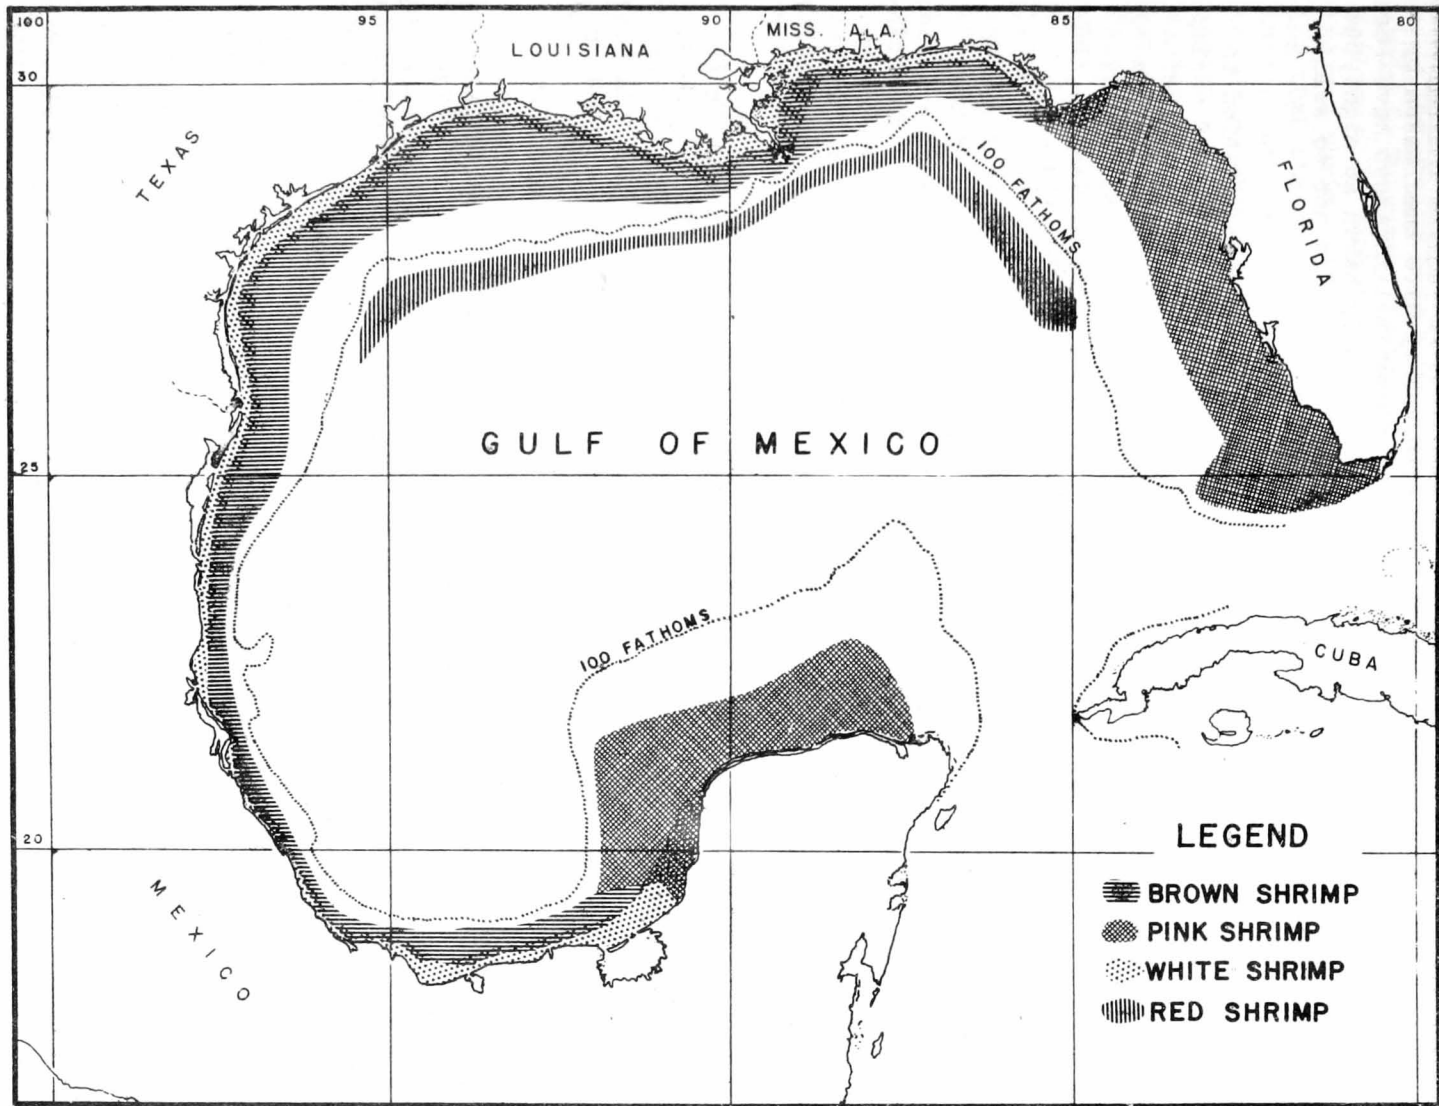 100 95 90 85 80
MISS. ALA.
LOUISIANA
30
TEXAS
100 FATHOMS
FLORIDA
GULF OF MEXICO
25
100 FATHOMS
CUBA
20
MEXICO
LEGEND
BROWN SHRIMP
PINK SHRIMP
WHITE SHRIMP
RED SHRIMP